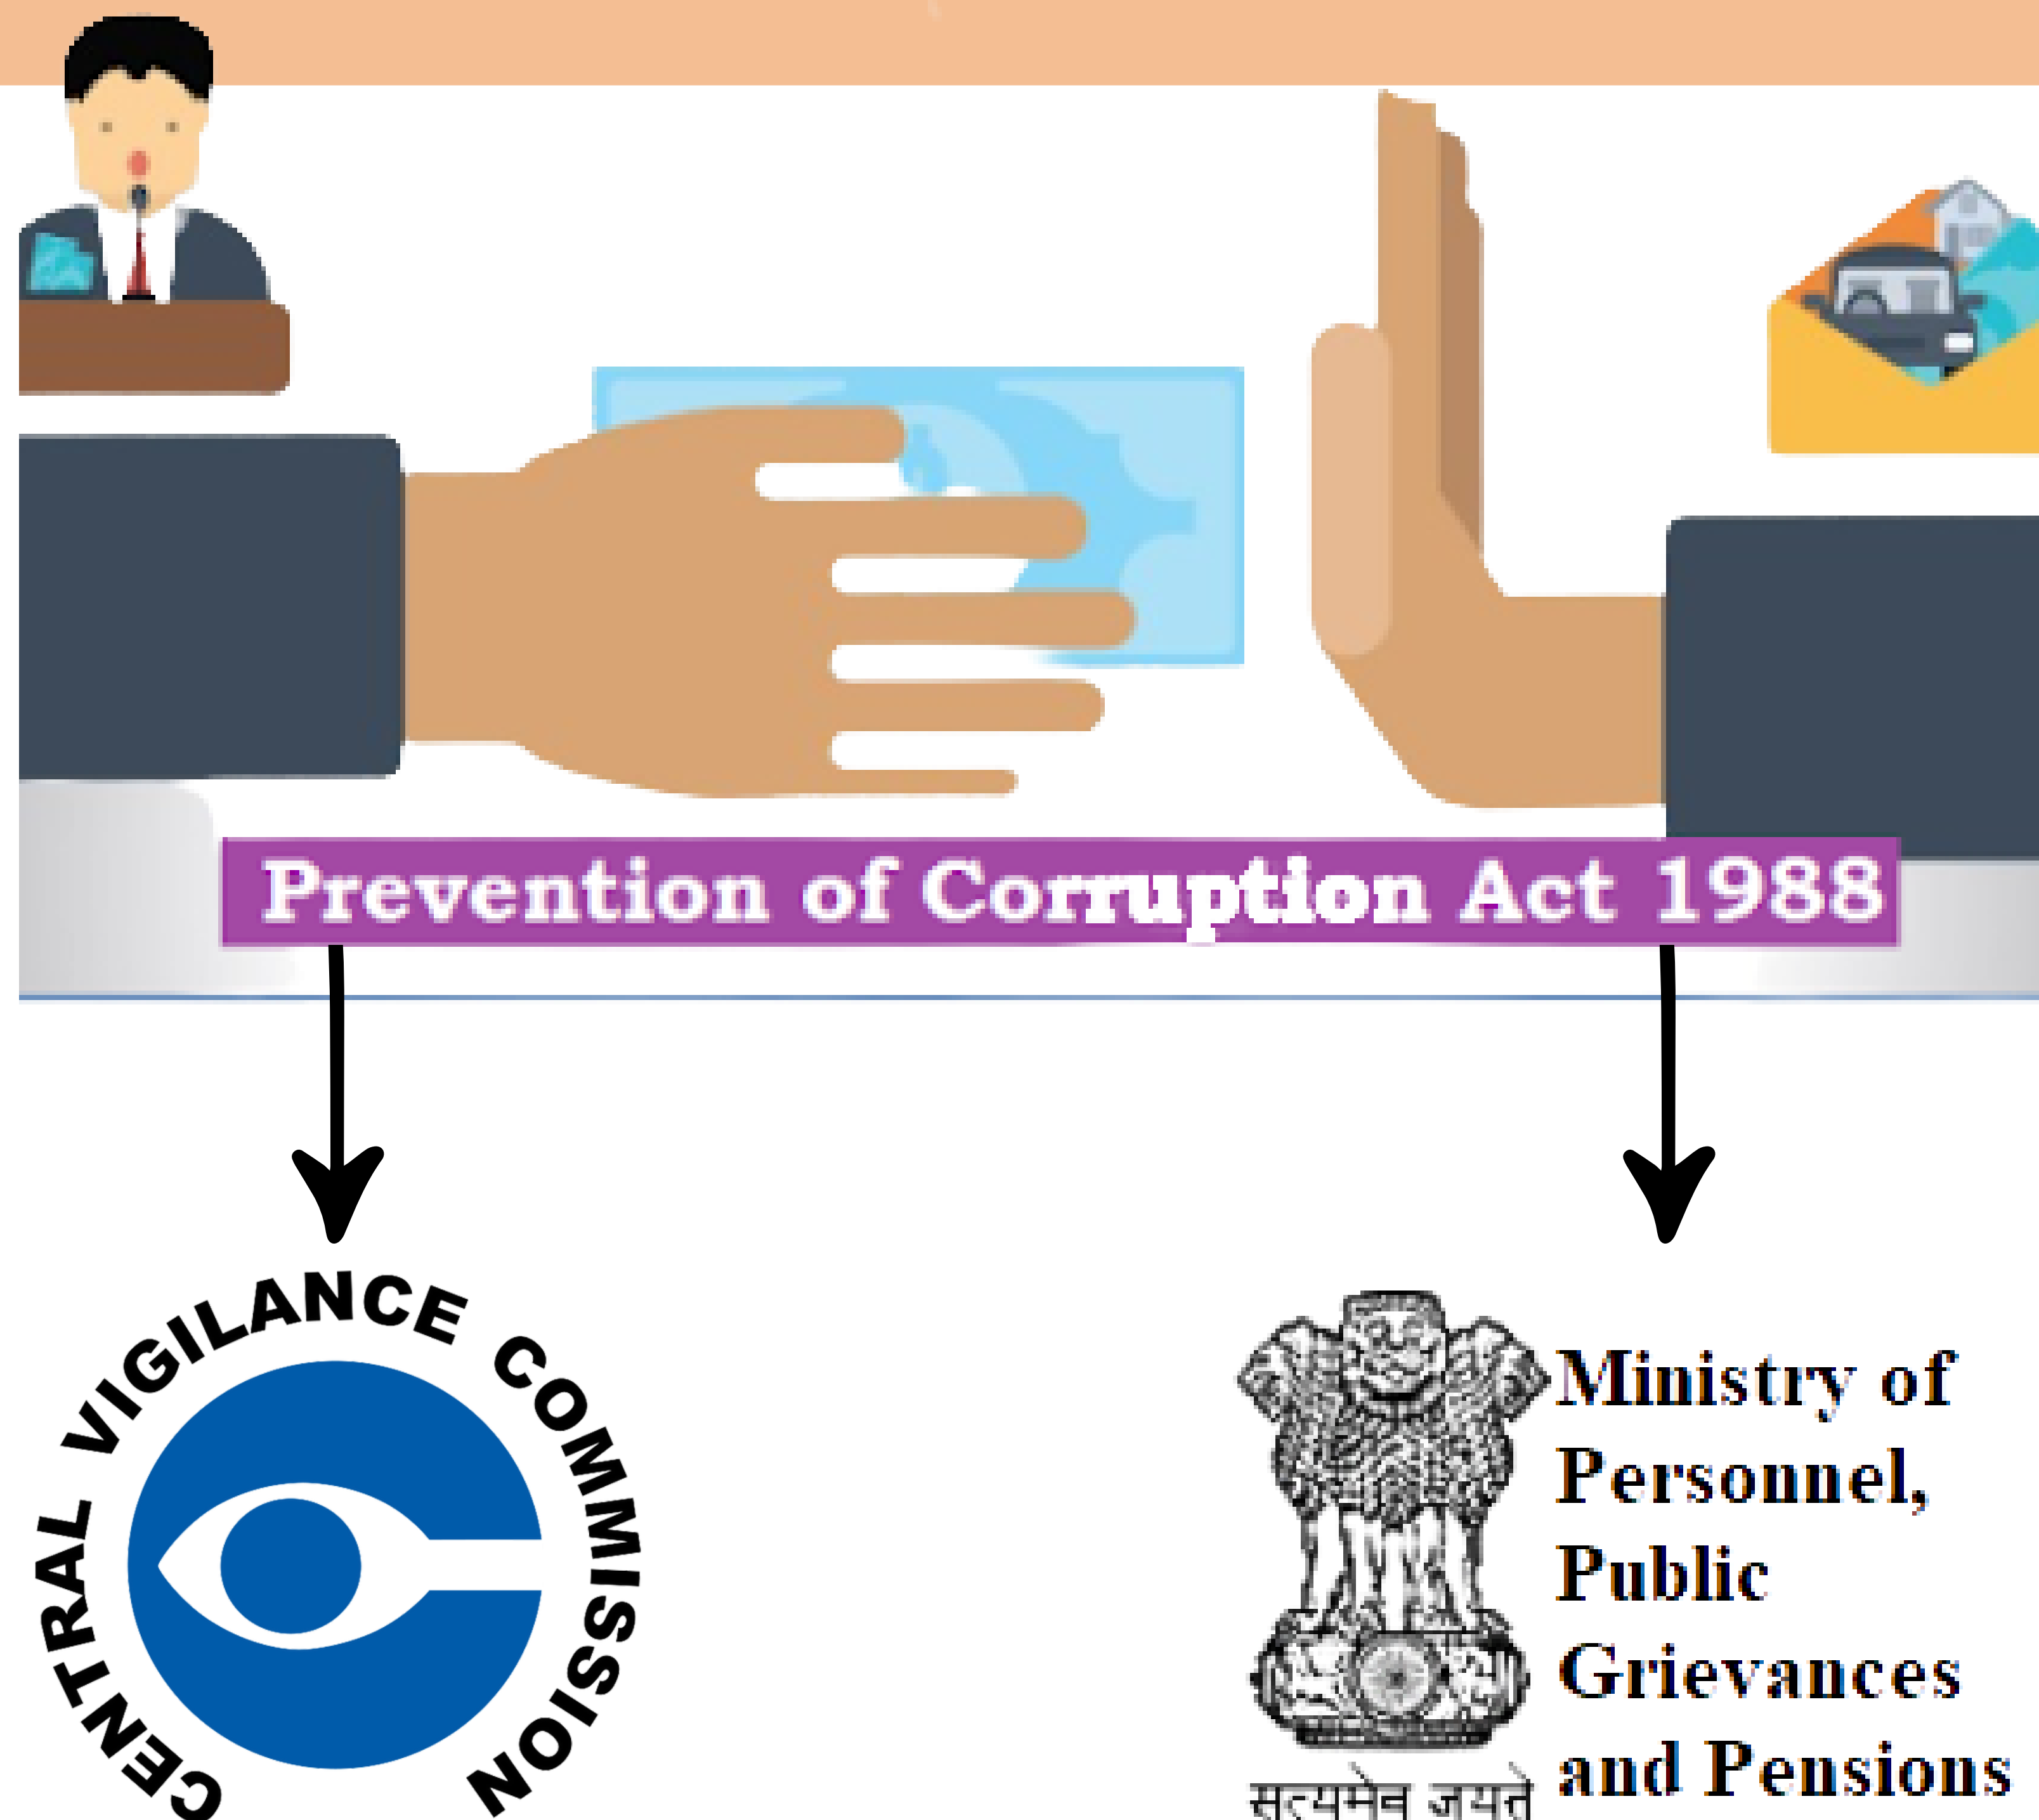 Prevention of Corruption Act 1988
CENTRAL VIGILANCE COMMISSION
Ministry of
Personnel,
Public
Grievances
and Pensions
सत्यमेव जयते